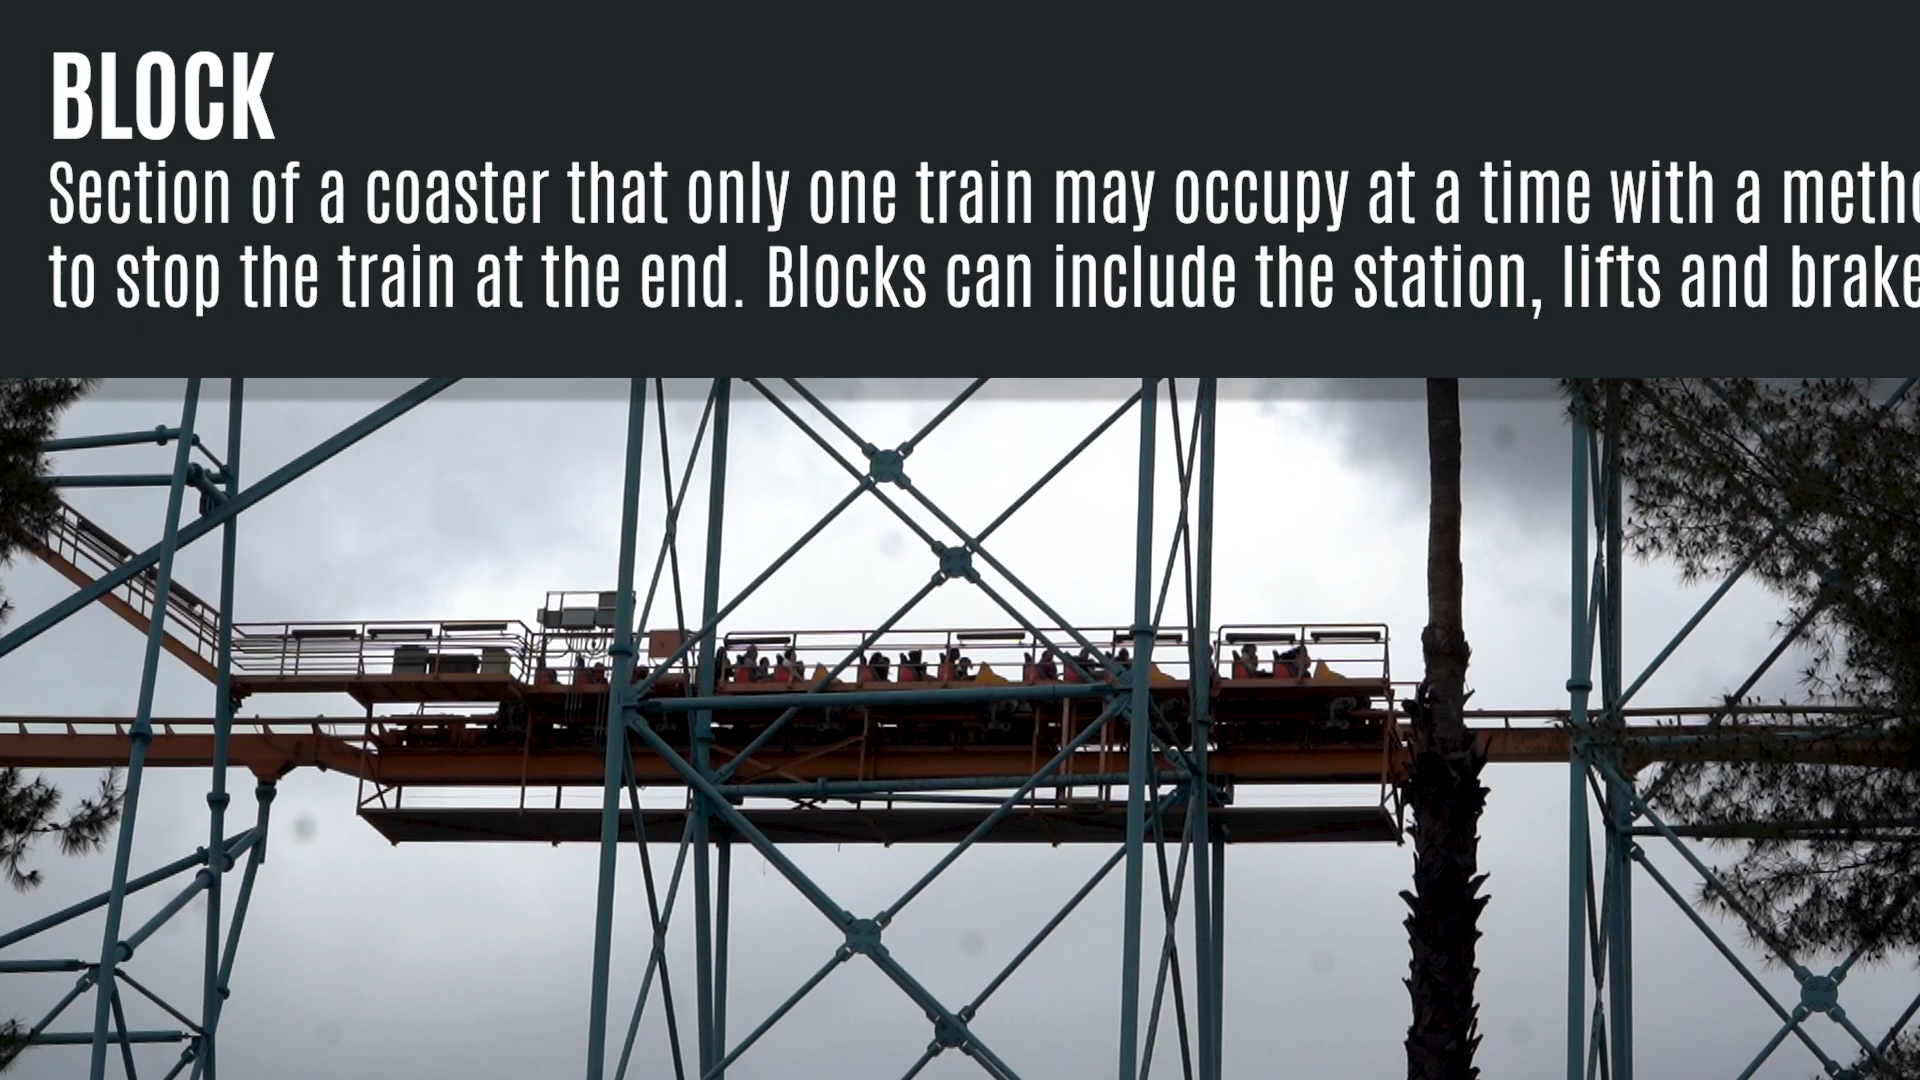 BLOCK
Section of a coaster that only one train may occupy at a time with a metho
to stop the train at the end. Blocks can include the station, lifts and brake